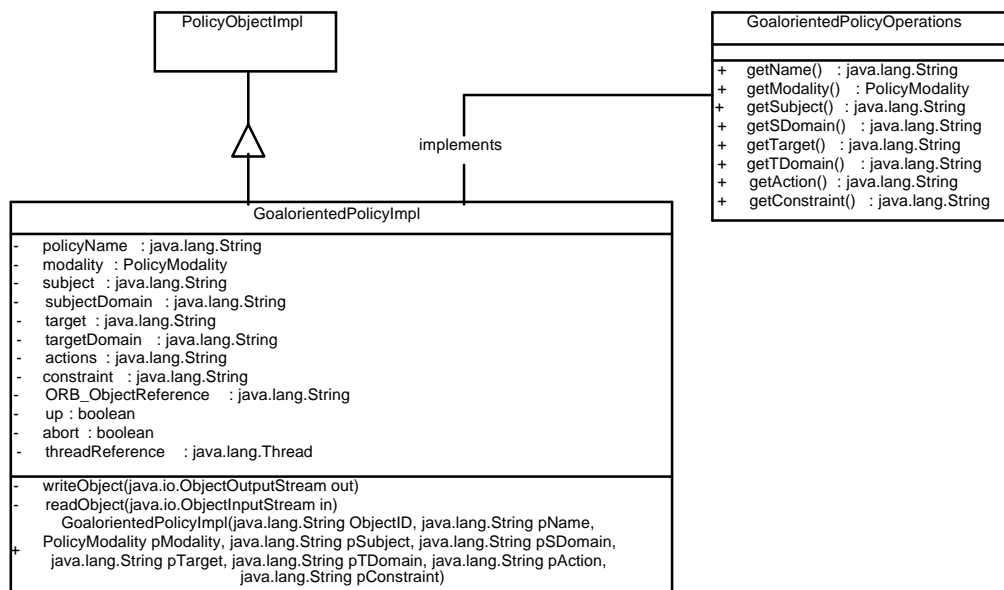 PolicyObjectImpl
GoalorientedPolicyOperations
+ getName() : java.lang.String
+ getModality() : PolicyModality
+ getSubject() : java.lang.String
+ getSDomain() : java.lang.String
+ getTarget() : java.lang.String
+ getTDomain() : java.lang.String
+ getAction() : java.lang.String
+ getConstraint() : java.lang.String
implements
GoalorientedPolicyImpl
- policyName : java.lang.String
- modality : PolicyModality
- subject : java.lang.String
- subjectDomain : java.lang.String
- target : java.lang.String
- targetDomain : java.lang.String
- actions : java.lang.String
- constraint : java.lang.String
- ORB_ObjectReference : java.lang.String
- up : boolean
- abort : boolean
- threadReference : java.lang.Thread
- writeObject(java.io.ObjectOutputStream out)
- readObject(java.io.ObjectInputStream in)
GoalorientedPolicyImpl(java.lang.String ObjectID, java.lang.String pName,
+ PolicyModality pModality, java.lang.String pSubject, java.lang.String pSDomain,
java.lang.String pTarget, java.lang.String pTDomain, java.lang.String pAction,
java.lang.String pConstraint)